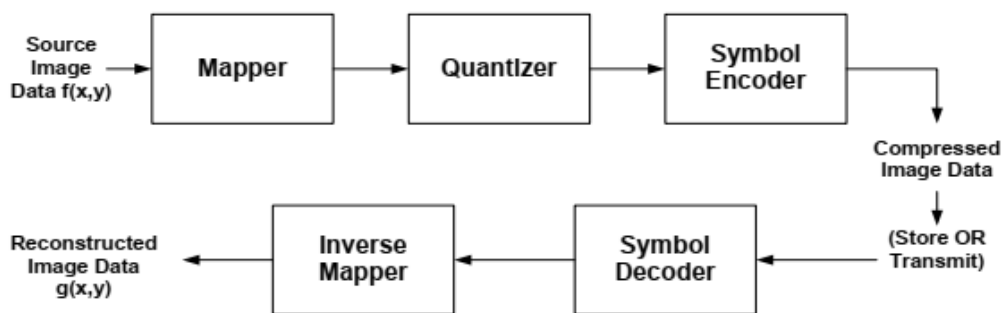 Source
Image
Data f(x,y)
Mapper
Quantizer
Symbol
Encoder
Compressed
Image Data
(Store OR
Transmit)
Symbol
Decoder
Inverse
Mapper
Reconstructed
Image Data
g(x,y)